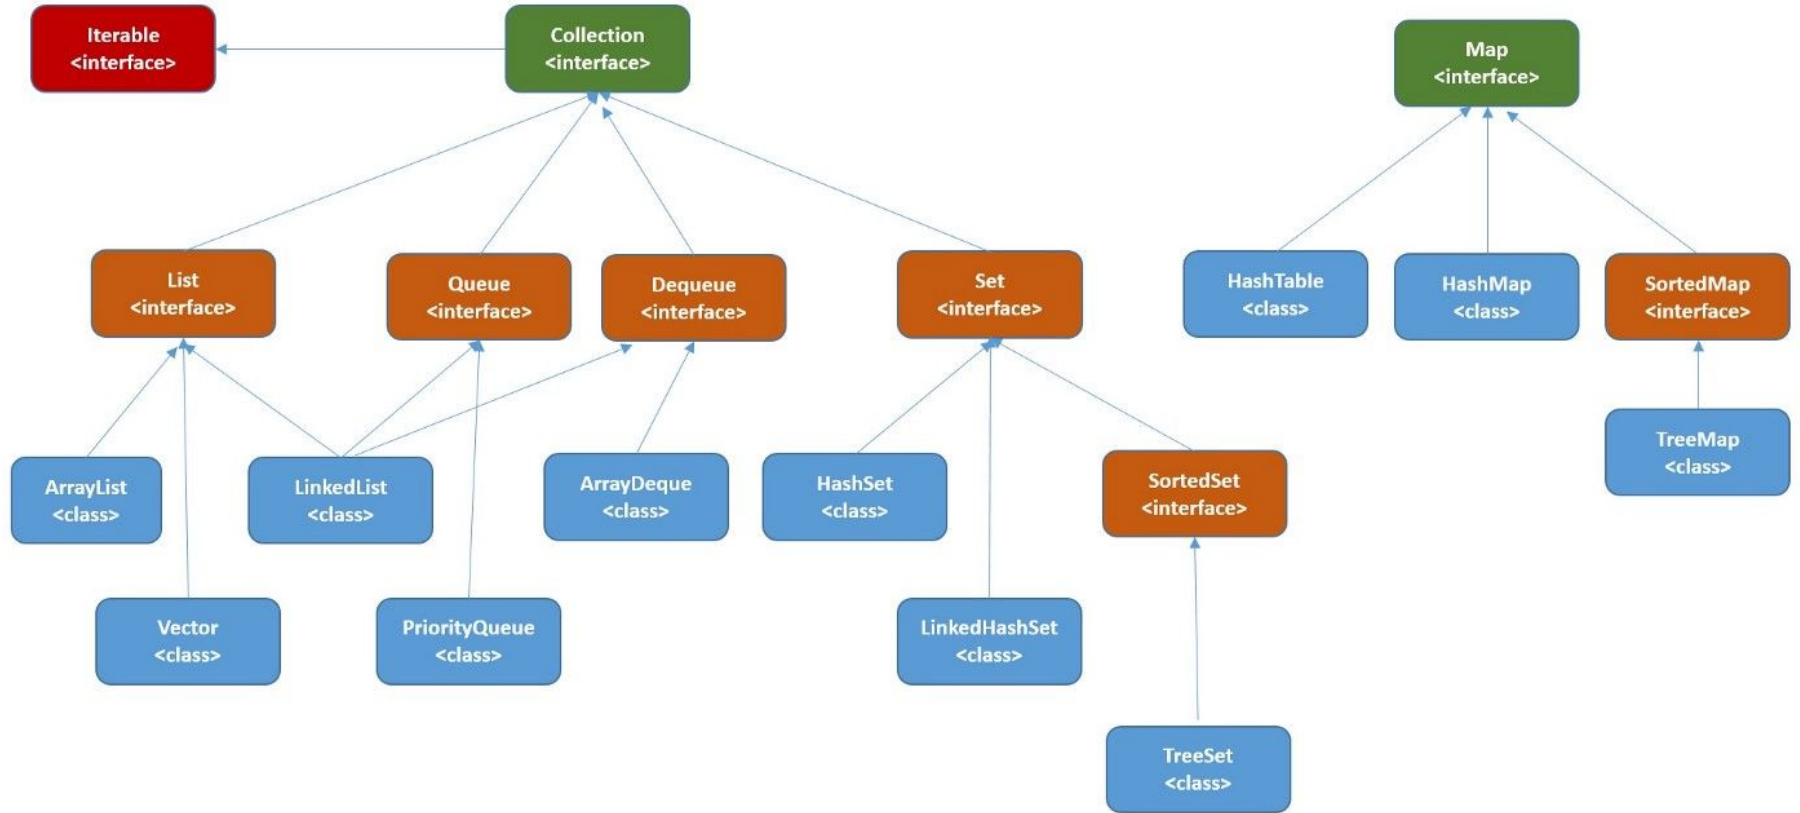 Iterable
<interface>
Collection
<interface>
Map
<interface>
List
<interface>
Queue
<interface>
Dequeue
<interface>
Set
<interface>
HashTable
<class>
HashMap
<class>
SortedMap
<interface>
ArrayList
<class>
LinkedList
<class>
ArrayDeque
<class>
HashSet
<class>
SortedSet
<interface>
TreeMap
<class>
Vector
<class>
PriorityQueue
<class>
LinkedHashSet
<class>
TreeSet
<class>